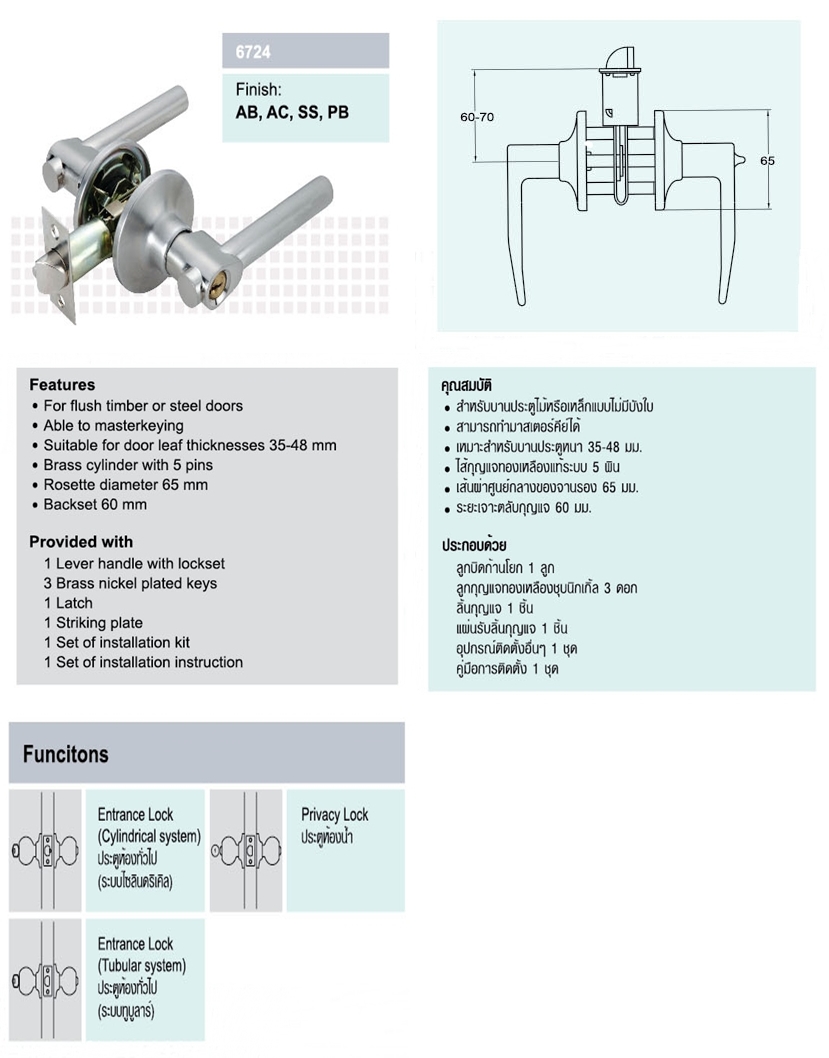 6724
Finish:
AB, AC, SS, PB
60-70
65
Features
• For flush timber or steel doors
• Able to masterkeying
• Suitable for door leaf thicknesses 35-48 mm
• Brass cylinder with 5 pins
• Rosette diameter 65 mm
• Backset 60 mm
Provided with
1 Lever handle with lockset
3 Brass nickel plated keys
1 Latch
1 Striking plate
1 Set of installation kit
1 Set of installation instruction
คุณสมบัติ
• สำหรับบานประตูไม้หรือเหล็กแบบไม่มีบังใบ
• สามารถทำมาสเตอร์คีย์ได้
• เหมาะสำหรับบานประตูหนา 35-48 มม.
• ไส้กุญแจทองเหลืองแท้ระบบ 5 พิน
• เส้นผ่าศูนย์กลางของจานรอง 65 มม.
• ระยะเจาะตลับกุญแจ 60 มม.
ประกอบด้วย
ลูกบิดก้านโยก 1 ลูก
ลูกกุญแจทองเหลืองชุบนิกเกิ้ล 3 ดอก
ลิ้นกุญแจ 1 ชิ้น
แผ่นรับลิ้นกุญแจ 1 ชิ้น
อุปกรณ์ติดตั้งอื่นๆ 1 ชุด
คู่มือการติดตั้ง 1 ชุด
Funcitons
Entrance Lock
(Cylindrical system)
ประตูห้องทั่วไป
(ระบบไซลินดริเคิล)
Privacy Lock
ประตูห้องน้ำ
Entrance Lock
(Tubular system)
ประตูห้องทั่วไป
(ระบบทูบูลาร์)